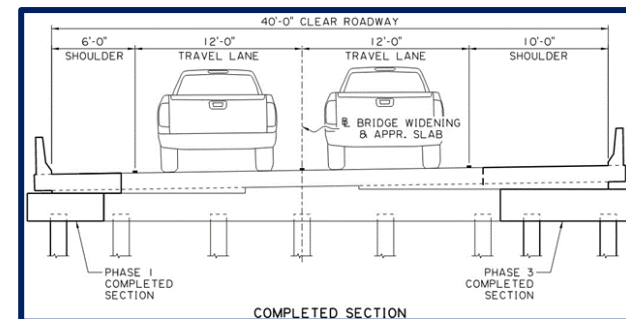 40'-0" CLEAR ROADWAY
6'-0"
SHOULDER
12'-0"
TRAVEL LANE
12'-0"
TRAVEL LANE
10'-0"
SHOULDER
℄ BRIDGE WIDENING
& APPR. SLAB
PHASE 1
COMPLETED
SECTION
PHASE 3
COMPLETED
SECTION
COMPLETED SECTION